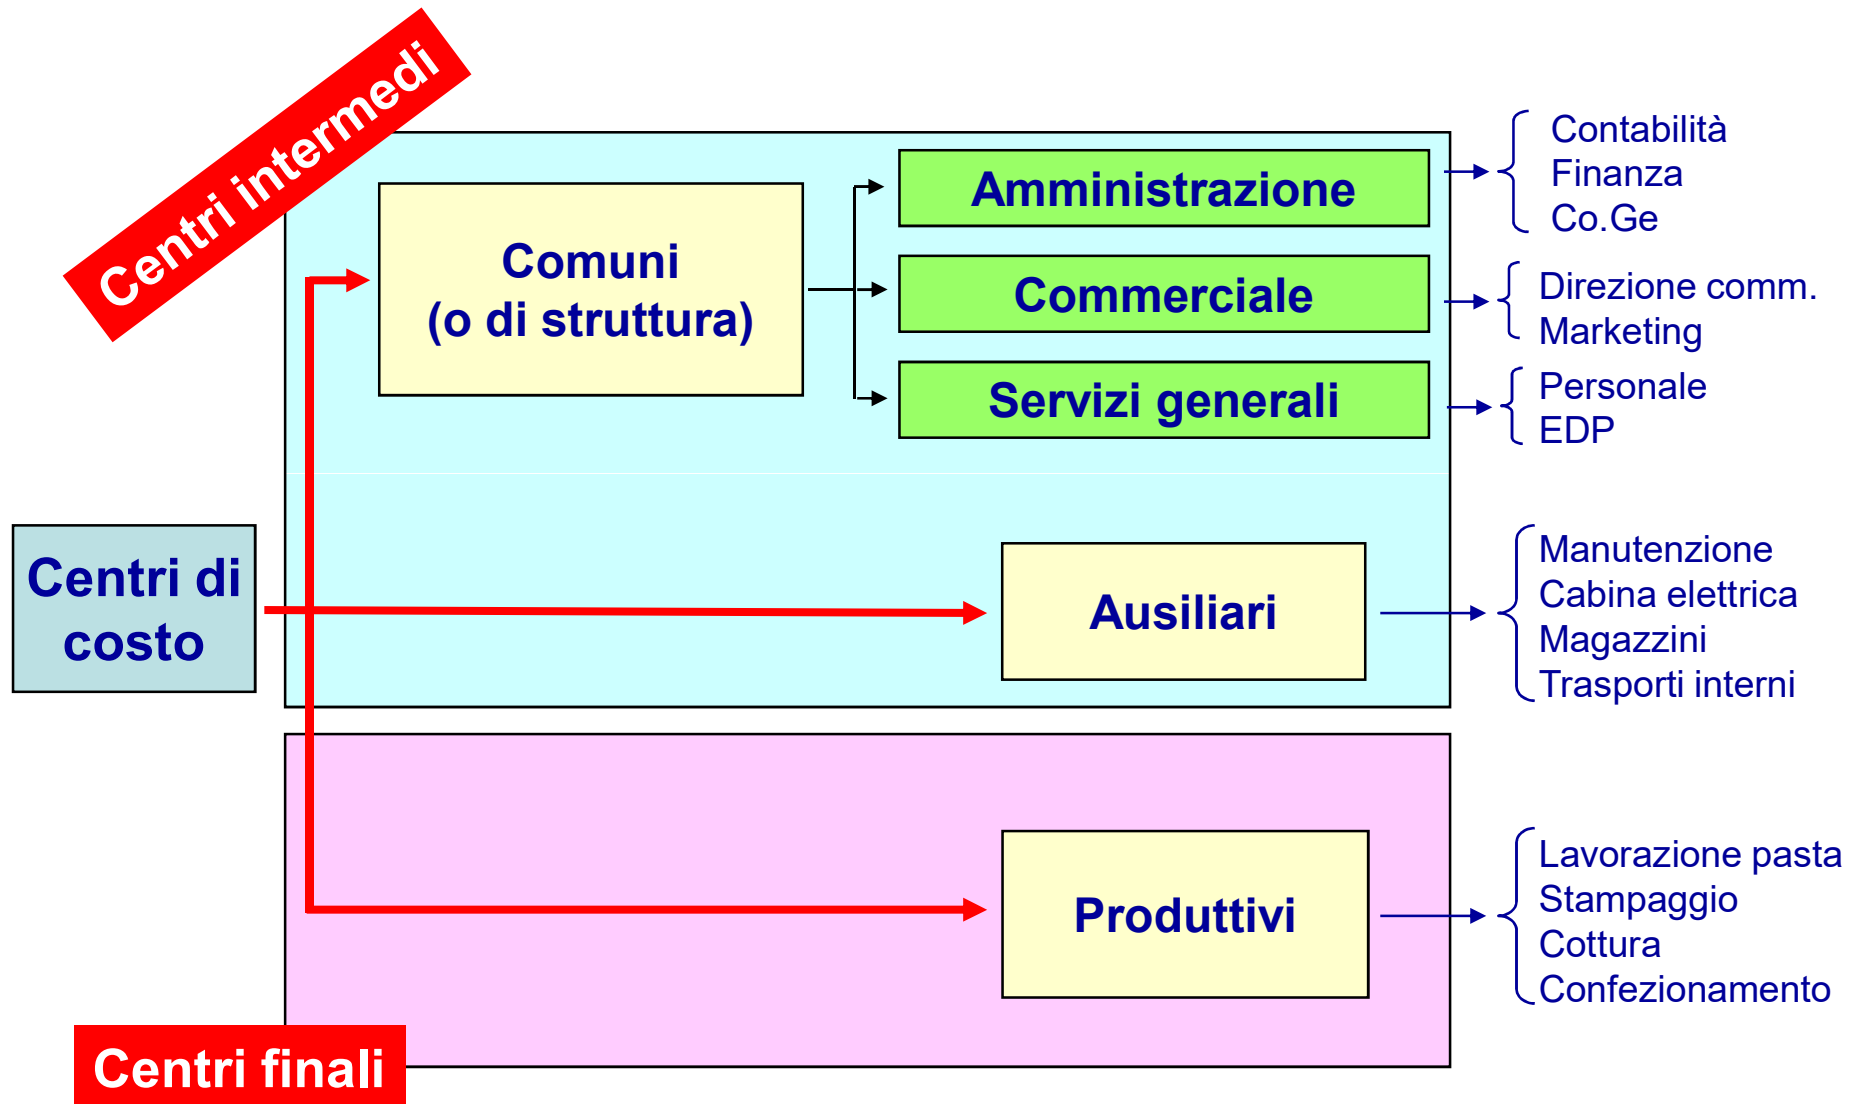 Centri intermedi
Comuni
(o di struttura)
Amministrazione
Contabilità
Finanza
Co.Ge
Commerciale
Direzione comm.
Marketing
Servizi generali
Personale
EDP
Centri di
costo
Ausiliari
Manutenzione
Cabina elettrica
Magazzini
Trasporti interni
Produttivi
Lavorazione pasta
Stampaggio
Cottura
Confezionamento
Centri finali